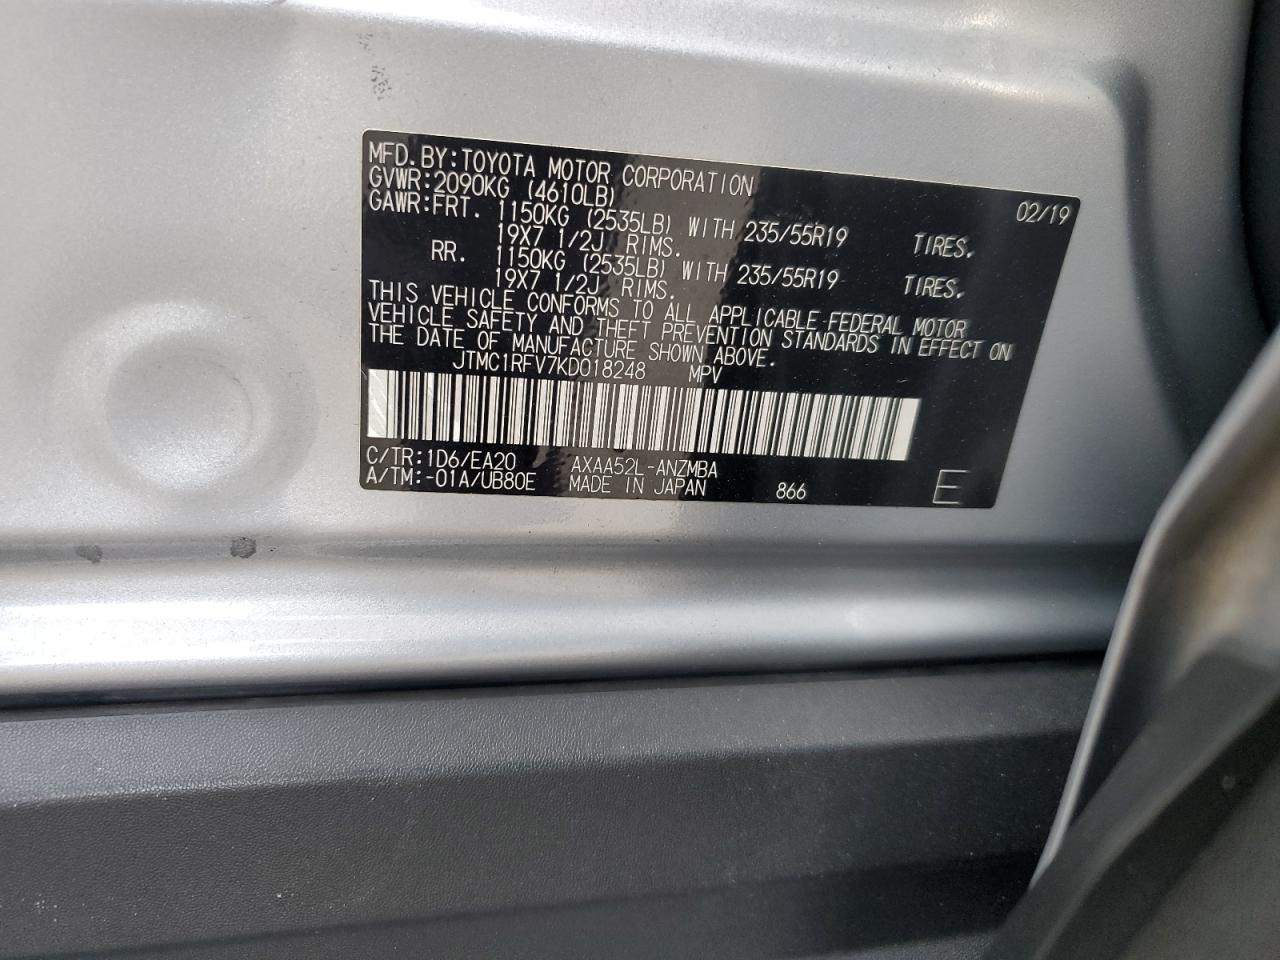 MFD. BY:TOYOTA MOTOR CORPORATION 02/19
GVWR:2090KG (4610LB)
GAWR:FRT. 1150KG (2535LB) WITH 235/55R19 TIRES.
19X7 1/2J RIMS.
RR. 1150KG (2535LB) WITH 235/55R19 TIRES.
19X7 1/2J RIMS.
THIS VEHICLE CONFORMS TO ALL APPLICABLE FEDERAL MOTOR
VEHICLE SAFETY AND THEFT PREVENTION STANDARDS IN EFFECT ON
THE DATE OF MANUFACTURE SHOWN ABOVE.
JTMC1RFV7KD018248 MPV
C/TR:1D6/EA20 AXAA52L-ANZMBA
A/TM:-01A/UB80E MADE IN JAPAN 866 E